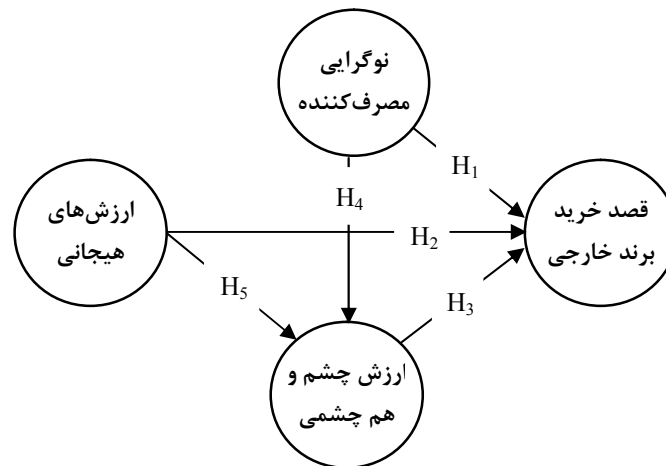 نوگرایی
مصرف‌کننده
H₁
H₄
ارزش‌های
هیجانی
قصد خرید
برند خارجی
H₂
H₅
H₃
ارزش چشم و
هم چشمی